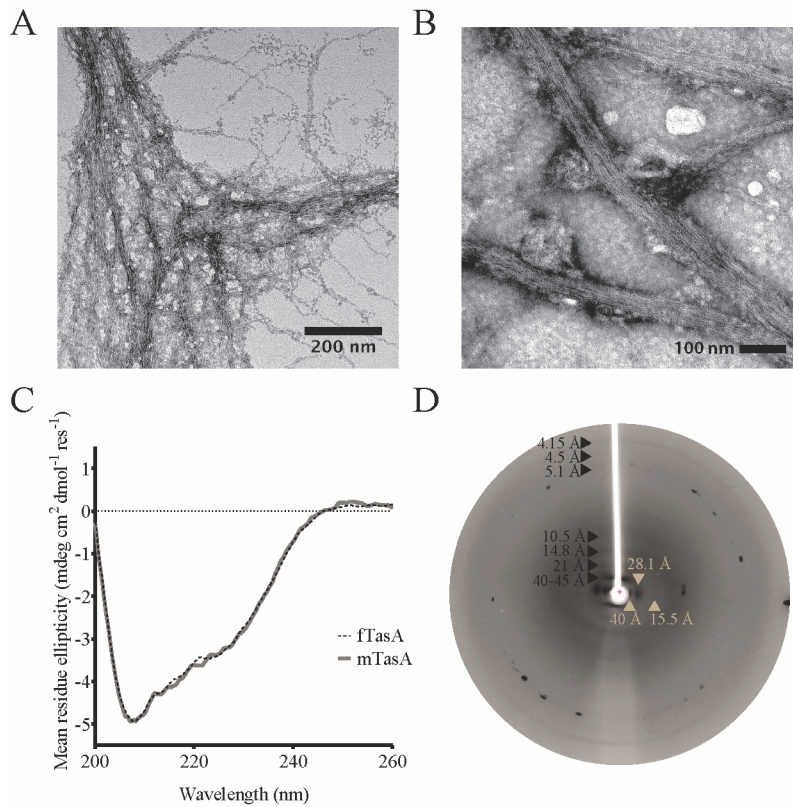 A
B
200 nm
100 nm
C
D
Mean residue ellipticity (mdeg cm2 dmol-1 res-1)
1
0
-1
-2
-3
-4
-5
200
220
240
260
Wavelength (nm)
fTasA
mTasA
4.15 Å
4.5 Å
5.1 Å
10.5 Å
14.8 Å
21 Å
40-45 Å
28.1 Å
40 Å
15.5 Å